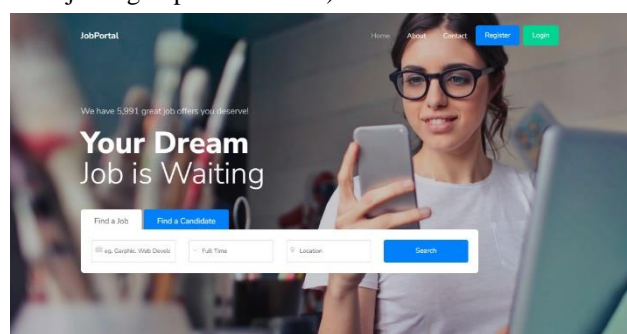 JobPortal
Home About Contact Register Login
We have 5,991 great job offers you deserve!
Your Dream
Job is Waiting
Find a Job Find a Candidate
eg. Garphic. Web Develo Full Time Location Search